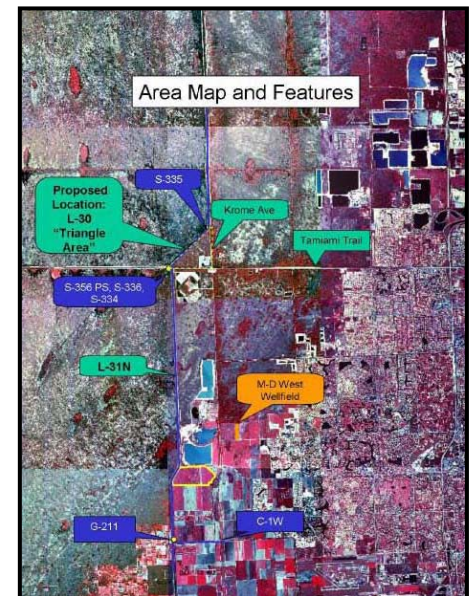 Area Map and Features
S-335
Proposed
Location:
L-30
"Triangle
Area"
Krome Ave
Tamiami Trail
S-356 PS, S-336,
S-334
L-31N
M-D West
Wellfield
G-211
C-1W